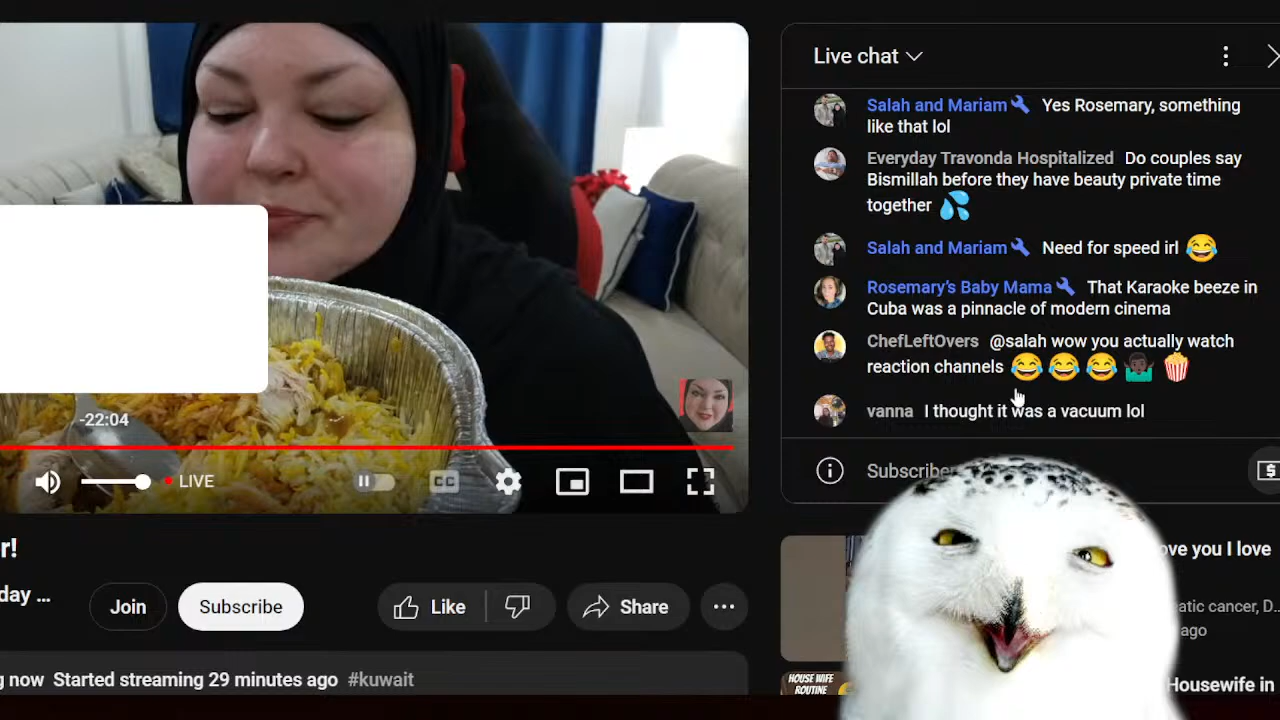 Live chat
Salah and Mariam Yes Rosemary, something
like that lol
Everyday Travonda Hospitalized Do couples say
Bismillah before they have beauty private time
together 💦
Salah and Mariam Need for speed irl 😂
Rosemary's Baby Mama That Karaoke beeze in
Cuba was a pinnacle of modern cinema
ChefLeftOvers @salah wow you actually watch
reaction channels 😂 😂 😂 🤷🏿‍♂️ 🍿
vanna I thought it was a vacuum lol
-22:04
LIVE
CC
r!
day ...
Join
Subscribe
Like
Share
g now Started streaming 29 minutes ago #kuwait
ove you I love
atic cancer, D..
ago
HOUSE WIFE
ROUTINE
Housewife in